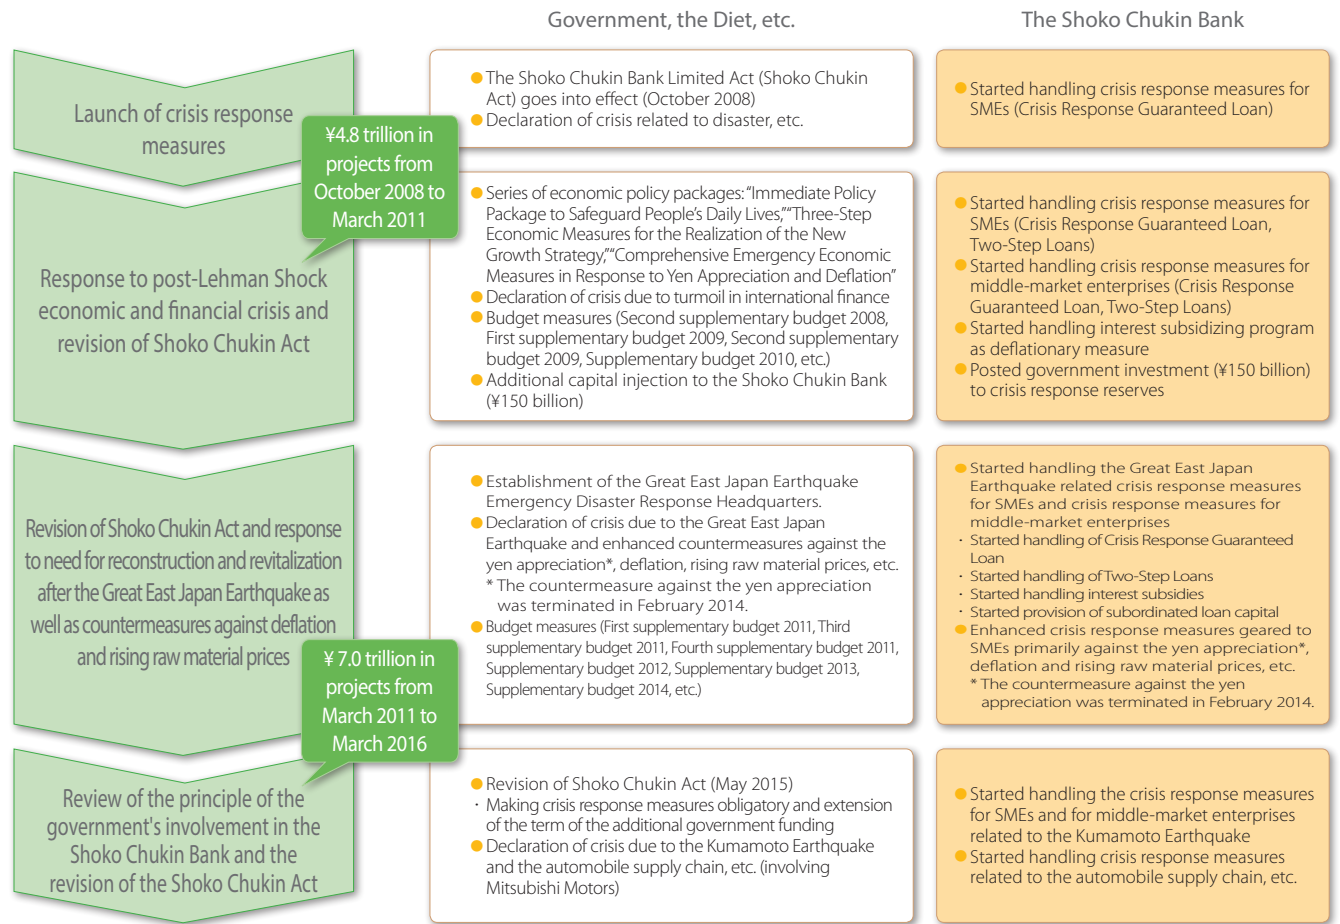 Government, the Diet, etc.
The Shoko Chukin Bank
Launch of crisis response
measures
¥4.8 trillion in
projects from
October 2008 to
March 2011
● The Shoko Chukin Bank Limited Act (Shoko Chukin
Act) goes into effect (October 2008)
● Declaration of crisis related to disaster, etc.
● Started handling crisis response measures for
SMEs (Crisis Response Guaranteed Loan)
Response to post-Lehman Shock
economic and financial crisis and
revision of Shoko Chukin Act
● Series of economic policy packages: “Immediate Policy
Package to Safeguard People’s Daily Lives,”“Three-Step
Economic Measures for the Realization of the New
Growth Strategy,”“Comprehensive Emergency Economic
Measures in Response to Yen Appreciation and Deflation”
● Declaration of crisis due to turmoil in international finance
● Budget measures (Second supplementary budget 2008,
First supplementary budget 2009, Second supplementary
budget 2009, Supplementary budget 2010, etc.)
● Additional capital injection to the Shoko Chukin Bank
(¥150 billion)
● Started handling crisis response measures for
SMEs (Crisis Response Guaranteed Loan,
Two-Step Loans)
● Started handling crisis response measures for
middle-market enterprises (Crisis Response
Guaranteed Loan, Two-Step Loans)
● Started handling interest subsidizing program
as deflationary measure
● Posted government investment (¥150 billion)
to crisis response reserves
Revision of Shoko Chukin Act and response
to need for reconstruction and revitalization
after the Great East Japan Earthquake as
well as countermeasures against deflation
and rising raw material prices
¥ 7.0 trillion in
projects from
March 2011 to
March 2016
● Establishment of the Great East Japan Earthquake
Emergency Disaster Response Headquarters.
● Declaration of crisis due to the Great East Japan
Earthquake and enhanced countermeasures against the
yen appreciation*, deflation, rising raw material prices, etc.
* The countermeasure against the yen appreciation
was terminated in February 2014.
● Budget measures (First supplementary budget 2011, Third
supplementary budget 2011, Fourth supplementary budget 2011,
Supplementary budget 2012, Supplementary budget 2013,
Supplementary budget 2014, etc.)
● Started handling the Great East Japan
Earthquake related crisis response measures
for SMEs and crisis response measures for
middle-market enterprises
・ Started handling of Crisis Response Guaranteed
Loan
・ Started handling of Two-Step Loans
・ Started handling interest subsidies
・ Started provision of subordinated loan capital
● Enhanced crisis response measures geared to
SMEs primarily against the yen appreciation*,
deflation and rising raw material prices, etc.
* The countermeasure against the yen
appreciation was terminated in February 2014.
Review of the principle of the
government's involvement in the
Shoko Chukin Bank and the
revision of the Shoko Chukin Act
● Revision of Shoko Chukin Act (May 2015)
・ Making crisis response measures obligatory and extension
of the term of the additional government funding
● Declaration of crisis due to the Kumamoto Earthquake
and the automobile supply chain, etc. (involving
Mitsubishi Motors)
● Started handling the crisis response measures
for SMEs and for middle-market enterprises
related to the Kumamoto Earthquake
● Started handling crisis response measures
related to the automobile supply chain, etc.